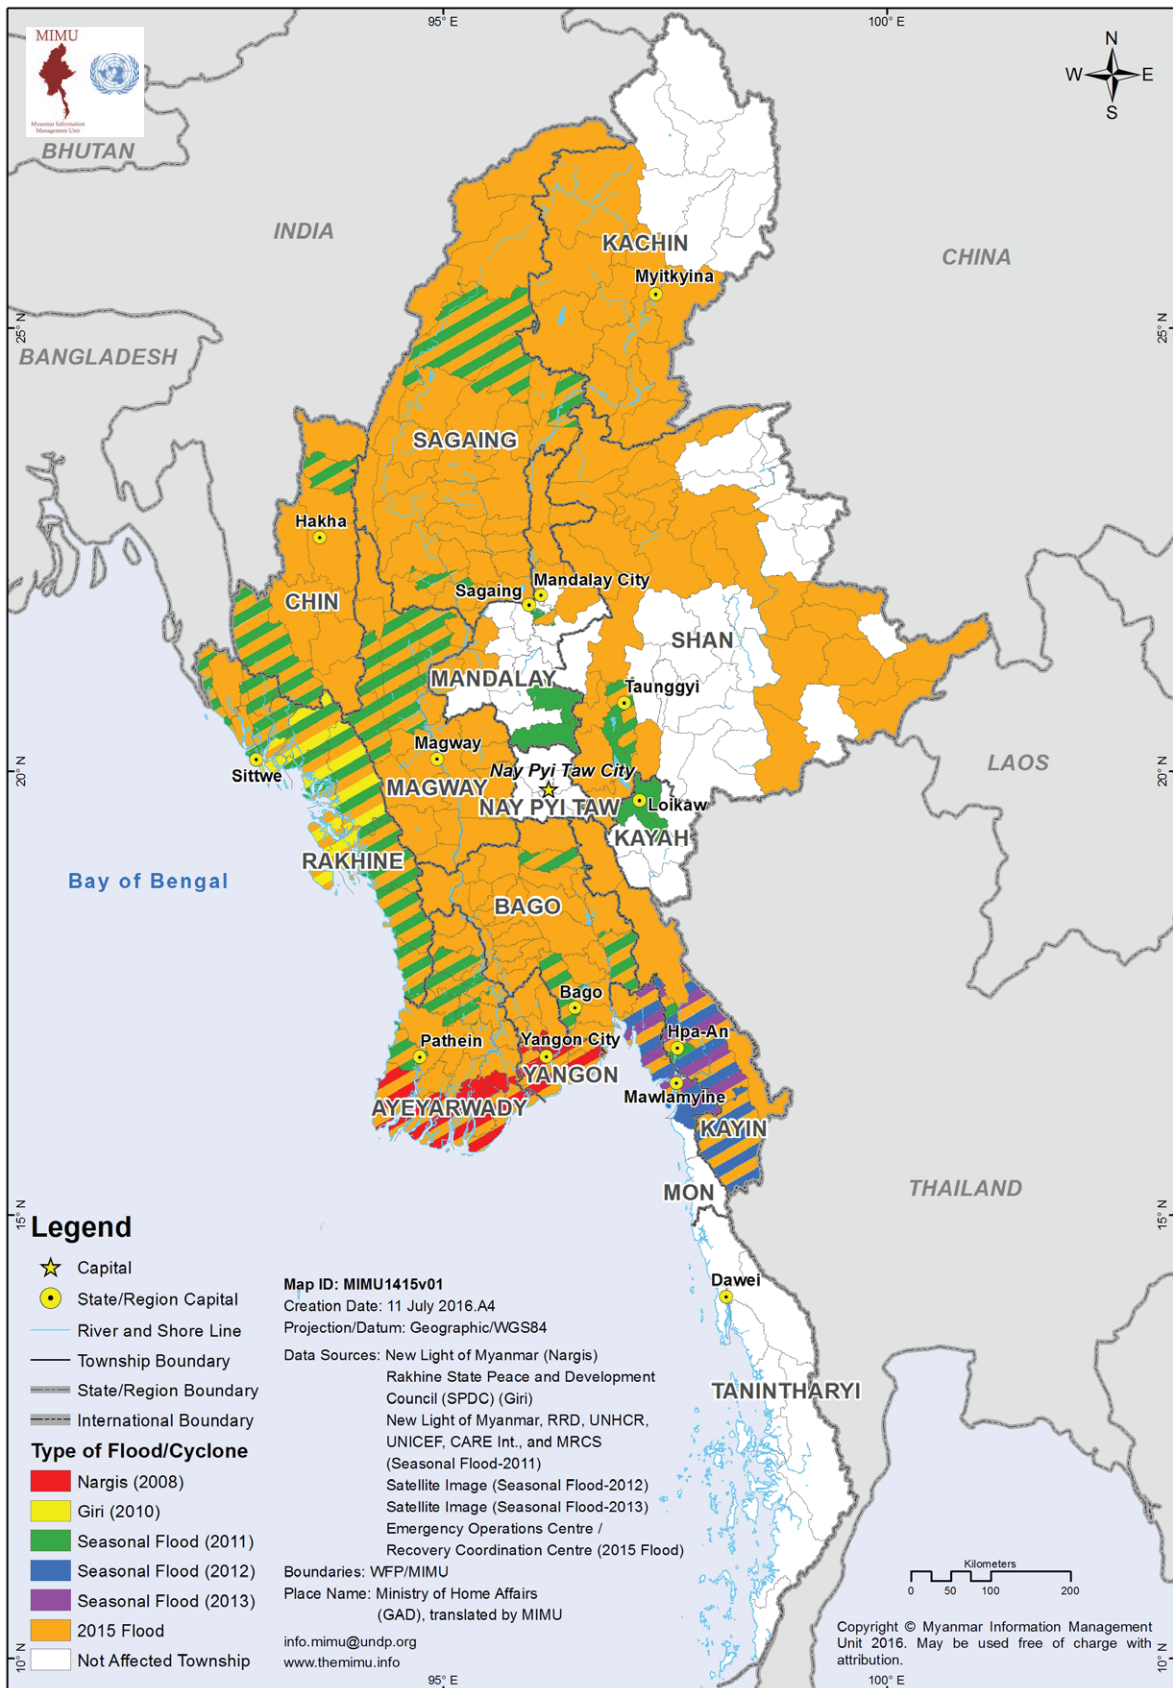 95° E
100° E
MIMU
Myanmar Information
Management Unit
N
W
E
S
BHUTAN
INDIA
KACHIN
CHINA
Myitkyina
25° N
25° N
BANGLADESH
SAGAING
Hakha
Mandalay City
Sagaing
CHIN
SHAN
MANDALAY
Taunggyi
Magway
Sittwe
20° N
20° N
Nay Pyi Taw City
LAOS
MAGWAY
NAY PYI TAW
Loikaw
KAYAH
RAKHINE
Bay of Bengal
BAGO
Bago
Pathein
Yangon City
Hpa-An
YANGON
Mawlamyine
AYEYARWADY
KAYIN
MON
THAILAND
15° N
15° N
Dawei
TANINTHARYI
Legend
Capital
State/Region Capital
River and Shore Line
Township Boundary
State/Region Boundary
International Boundary
Type of Flood/Cyclone
Nargis (2008)
Giri (2010)
Seasonal Flood (2011)
Seasonal Flood (2012)
Seasonal Flood (2013)
2015 Flood
Not Affected Township
Map ID: MIMU1415v01
Creation Date: 11 July 2016.A4
Projection/Datum: Geographic/WGS84
Data Sources: New Light of Myanmar (Nargis)
Rakhine State Peace and Development
Council (SPDC) (Giri)
New Light of Myanmar, RRD, UNHCR,
UNICEF, CARE Int., and MRCS
(Seasonal Flood-2011)
Satellite Image (Seasonal Flood-2012)
Satellite Image (Seasonal Flood-2013)
Emergency Operations Centre /
Recovery Coordination Centre (2015 Flood)
Boundaries: WFP/MIMU
Place Name: Ministry of Home Affairs
(GAD), translated by MIMU
info.mimu@undp.org
www.themimu.info
Kilometers
0 50 100 200
Copyright © Myanmar Information Management
Unit 2016. May be used free of charge with
attribution.
10° N
10° N
95° E
100° E